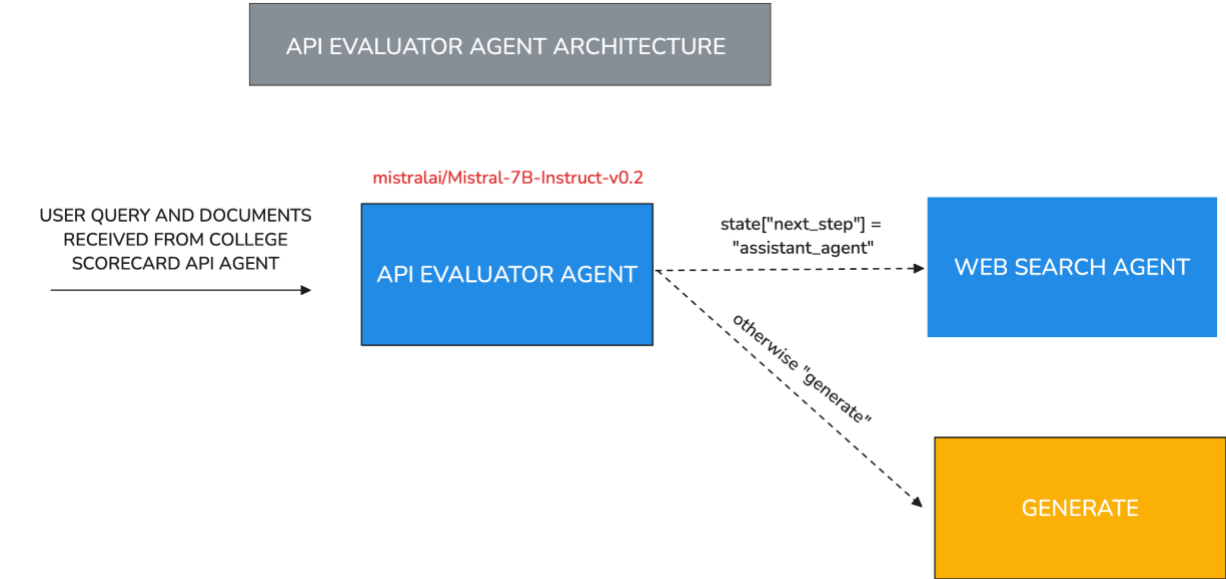 API EVALUATOR AGENT ARCHITECTURE
mistralai/Mistral-7B-Instruct-v0.2
USER QUERY AND DOCUMENTS
RECEIVED FROM COLLEGE
SCORECARD API AGENT
API EVALUATOR AGENT
state["next_step"] =
"assistant_agent"
WEB SEARCH AGENT
otherwise "generate"
GENERATE